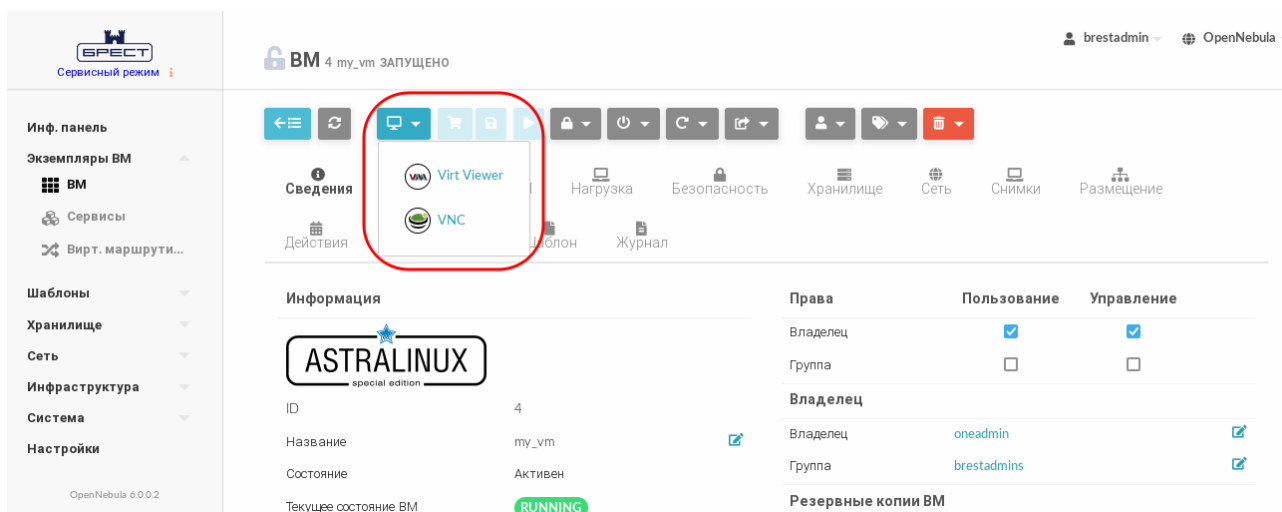 БРЕСТ
Сервисный режим i
brestadmin
OpenNebula
ВМ 4 my_vm ЗАПУЩЕНО
Инф. панель
Экземпляры ВМ
ВМ
Сервисы
Вирт. маршрути...
Шаблоны
Хранилище
Сеть
Инфраструктура
Система
Настройки
OpenNebula 6.0.0.2
Virt Viewer
VNC
Сведения
Нагрузка
Безопасность
Хранилище
Сеть
Снимки
Размещение
Действия
Журнал
Информация
ASTRALINUX
special edition
ID 4
Название my_vm
Состояние Активен
Текущее состояние ВМ RUNNING
Права Пользование Управление
Владелец
Группа
Владелец
Владелец oneadmin
Группа brestadmins
Резервные копии ВМ